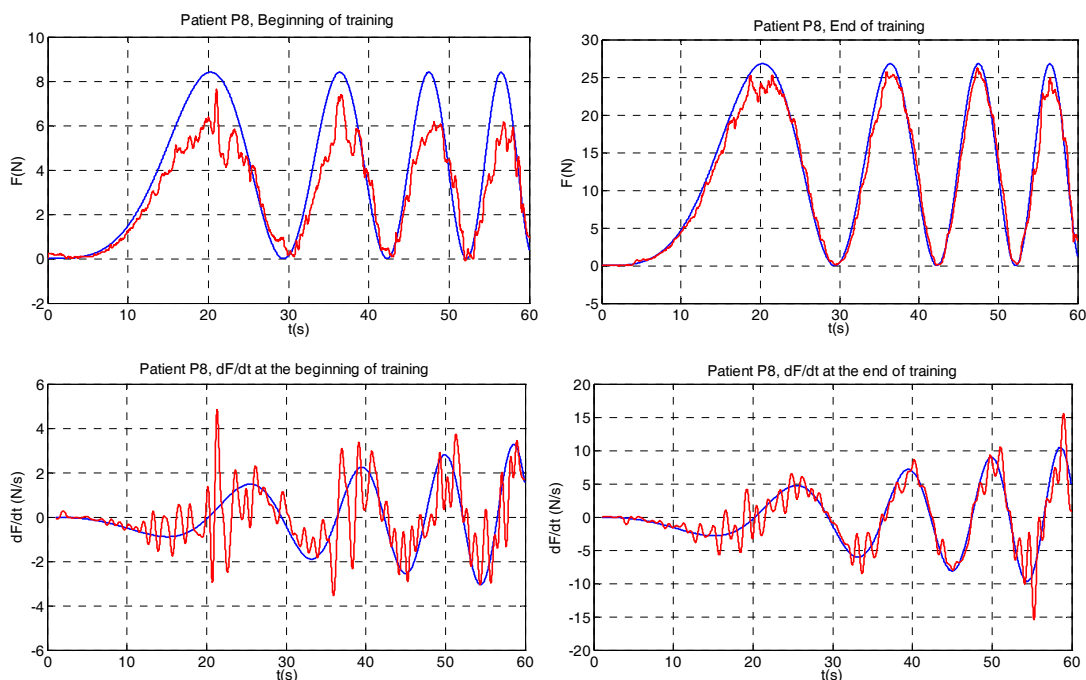 Patient P8, Beginning of training
10
8
6
4
2
0
-2
F(N)
0 10 20 30 40 50 60
t(s)
Patient P8, End of training
30
25
20
15
10
5
0
-5
F(N)
0 10 20 30 40 50 60
t(s)
Patient P8, dF/dt at the beginning of training
6
4
2
0
-2
-4
-6
dF/dt (N/s)
0 10 20 30 40 50 60
t(s)
Patient P8, dF/dt at the end of training
20
15
10
5
0
-5
-10
-15
-20
dF/dt (N/s)
0 10 20 30 40 50 60
t(s)